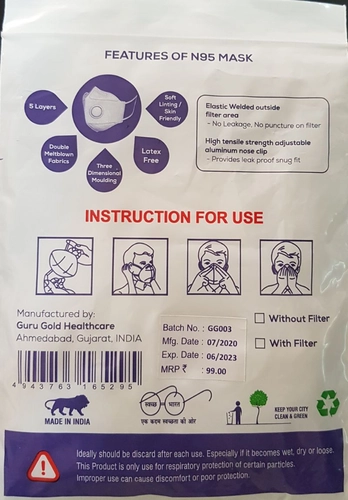 FEATURES OF N95 MASK
5 Layers
Soft
Linting /
Skin
Friendly
Double
Meltblown
Fabrics
Three
Dimensional
Moulding
Latex
Free
Elastic Welded outside
filter area
- No Leakage, No puncture on filter
High tensile strength adjustable
aluminum nose clip
- Provides leak proof snug fit
INSTRUCTION FOR USE
Manufactured by:
Guru Gold Healthcare
Ahmedabad, Gujarat, INDIA
Batch No. : GG003
Mfg. Date : 07/2020
Exp. Date : 06/2023
MRP ₹ : 99.00
Without Filter
With Filter
4 943763 165295
MADE IN INDIA
स्वच्छ भारत
एक कदम स्वच्छता की ओर
KEEP YOUR CITY
CLEAN & GREEN
Ideally should be discard after each use. Especially if it becomes wet, dry or loose.
This Product is only use for respiratory protection of certain particles.
Improper use can cause discomfort or poor protection.